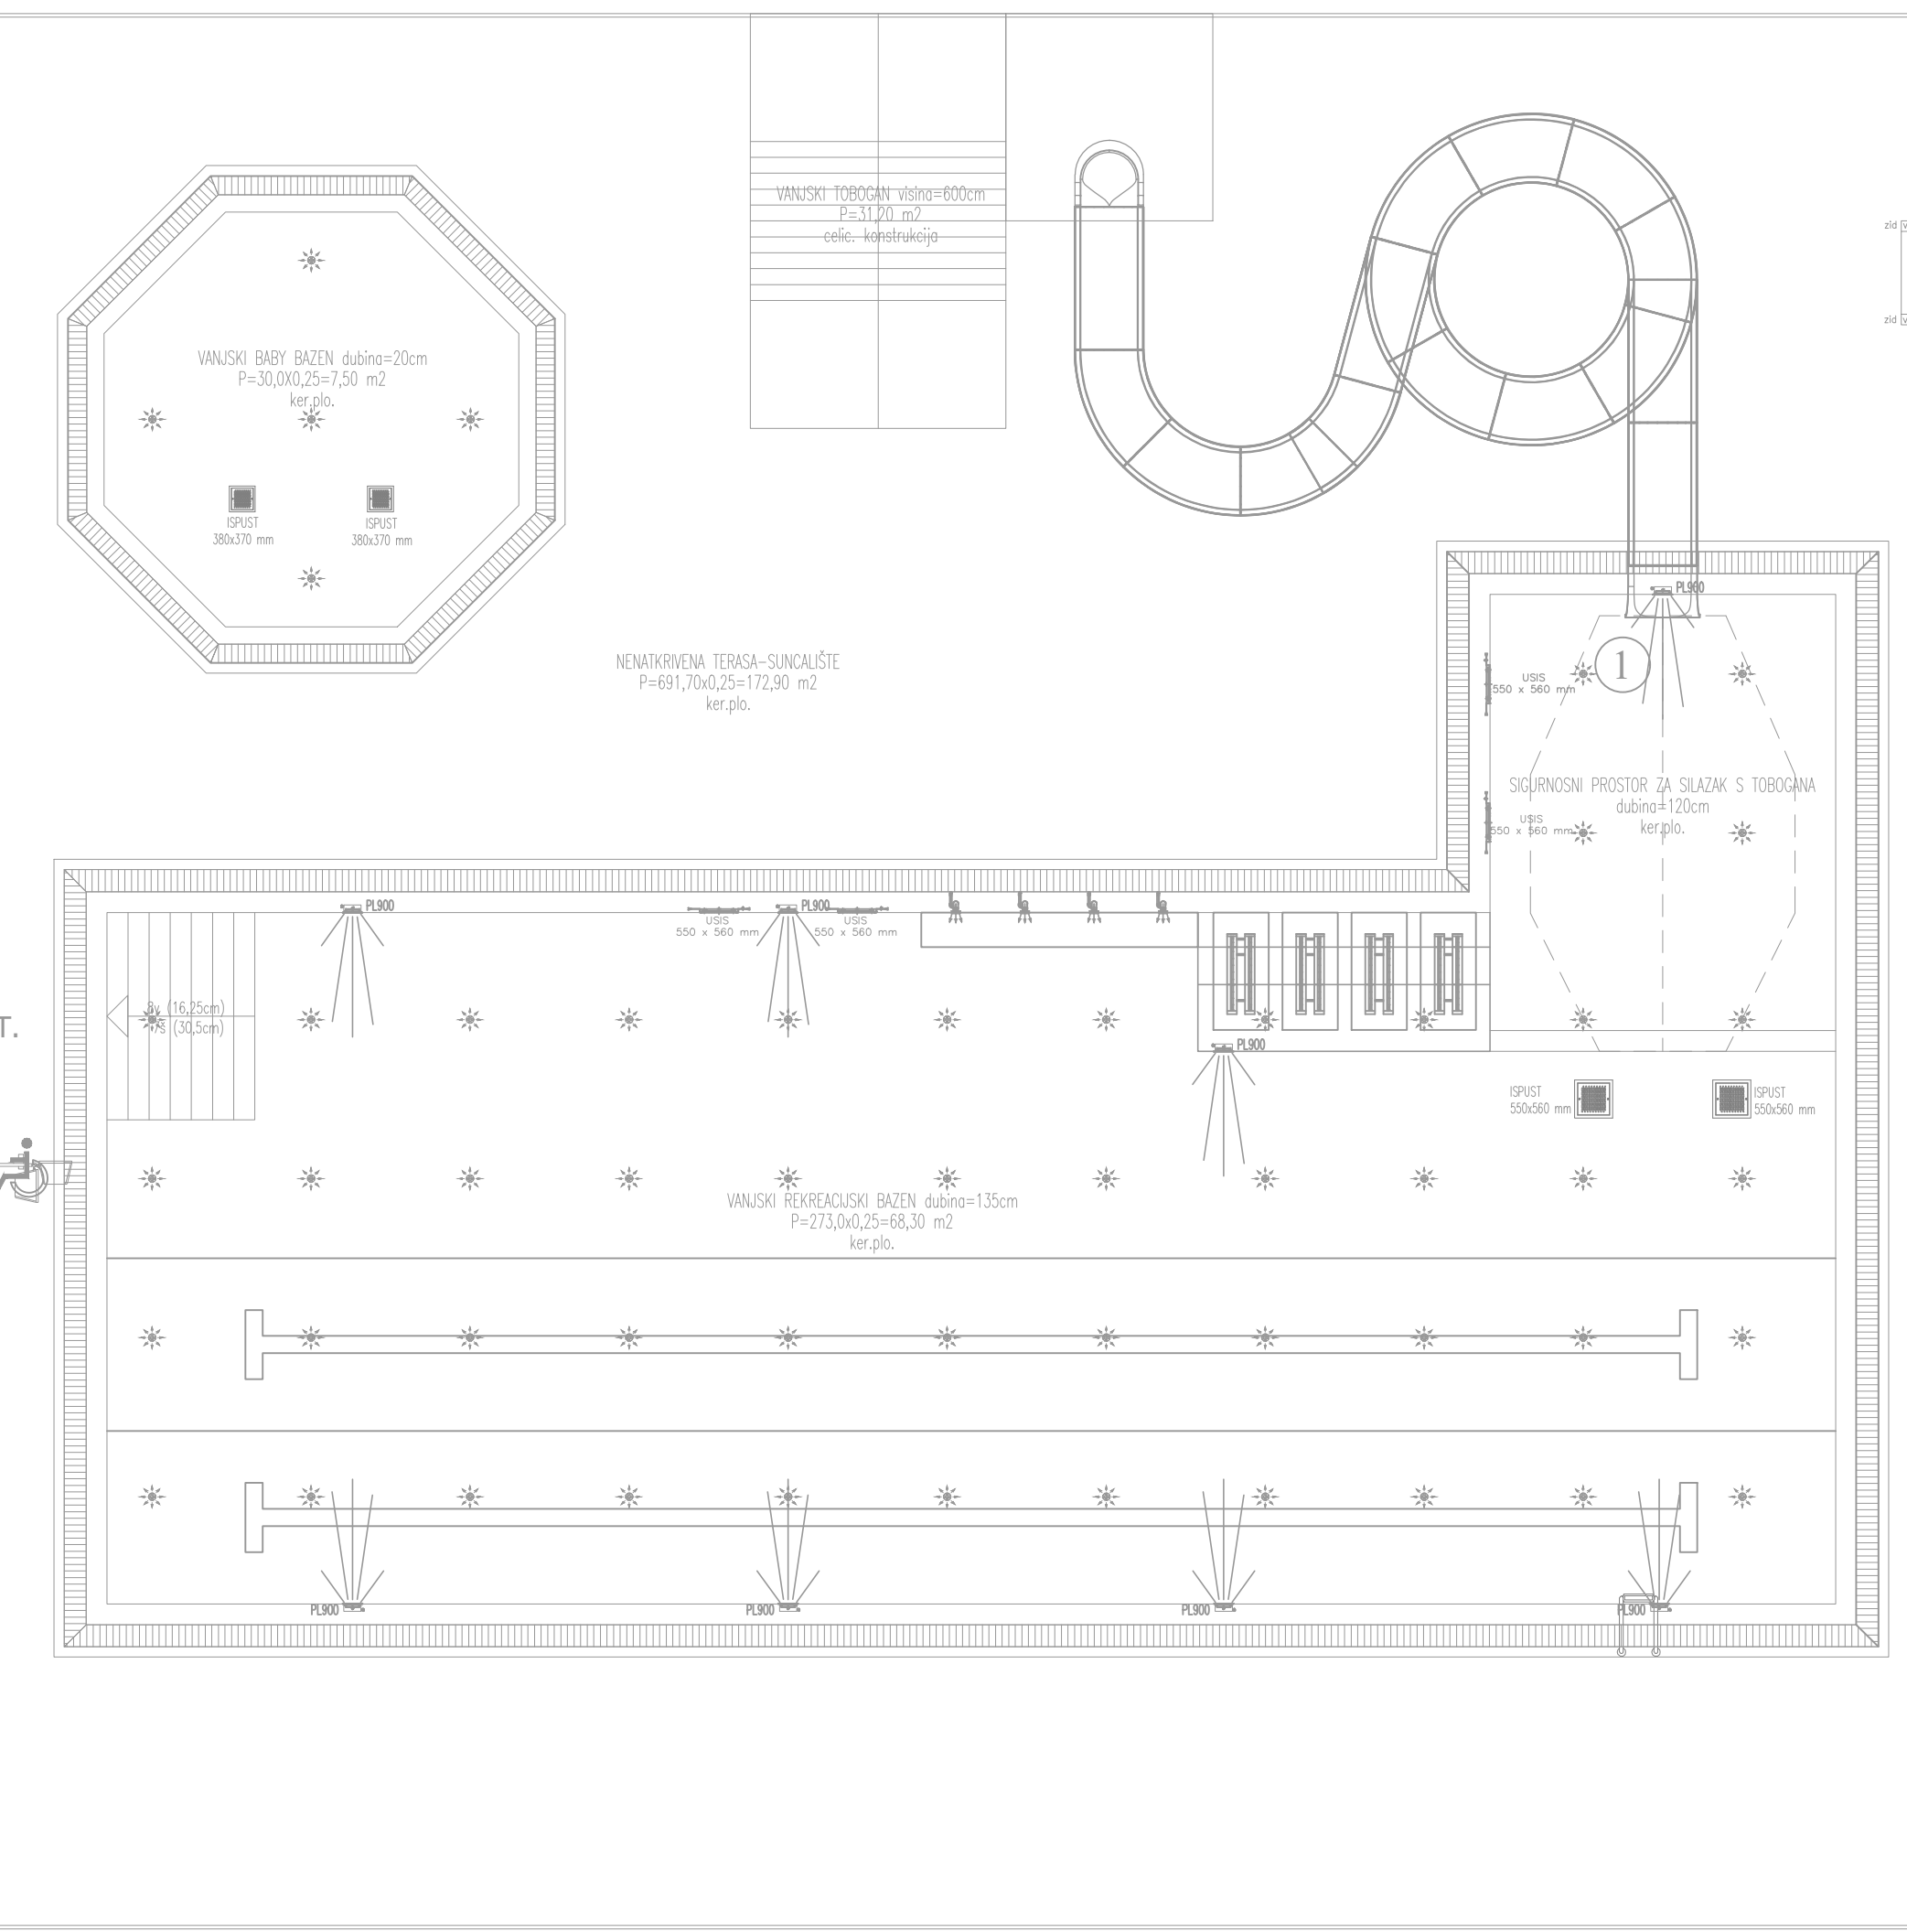 VANJSKI TOBOGAN visina=600cm
P=31,20 m2
celic. konstrukcija
zid
zid
VANJSKI BABY BAZEN dubina=20cm
P=30,0X0,25=7,50 m2
ker.plo.
ISPUST
380x370 mm
ISPUST
380x370 mm
NENATKRIVENA TERASA-SUNCALIŠTE
P=691,70x0,25=172,90 m2
ker.plo.
PL900
1
USIS
550 x 560 mm
SIGURNOSNI PROSTOR ZA SILAZAK S TOBOGANA
dubina=120cm
ker.plo.
USIS
550 x 560 mm
PL900
USIS
550 x 560 mm
PL900
USIS
550 x 560 mm
8v (16,25cm)
7š (30,5cm)
T.
PL900
ISPUST
550x560 mm
ISPUST
550x560 mm
VANJSKI REKREACIJSKI BAZEN dubina=135cm
P=273,0x0,25=68,30 m2
ker.plo.
PL900
PL900
PL900
PL900